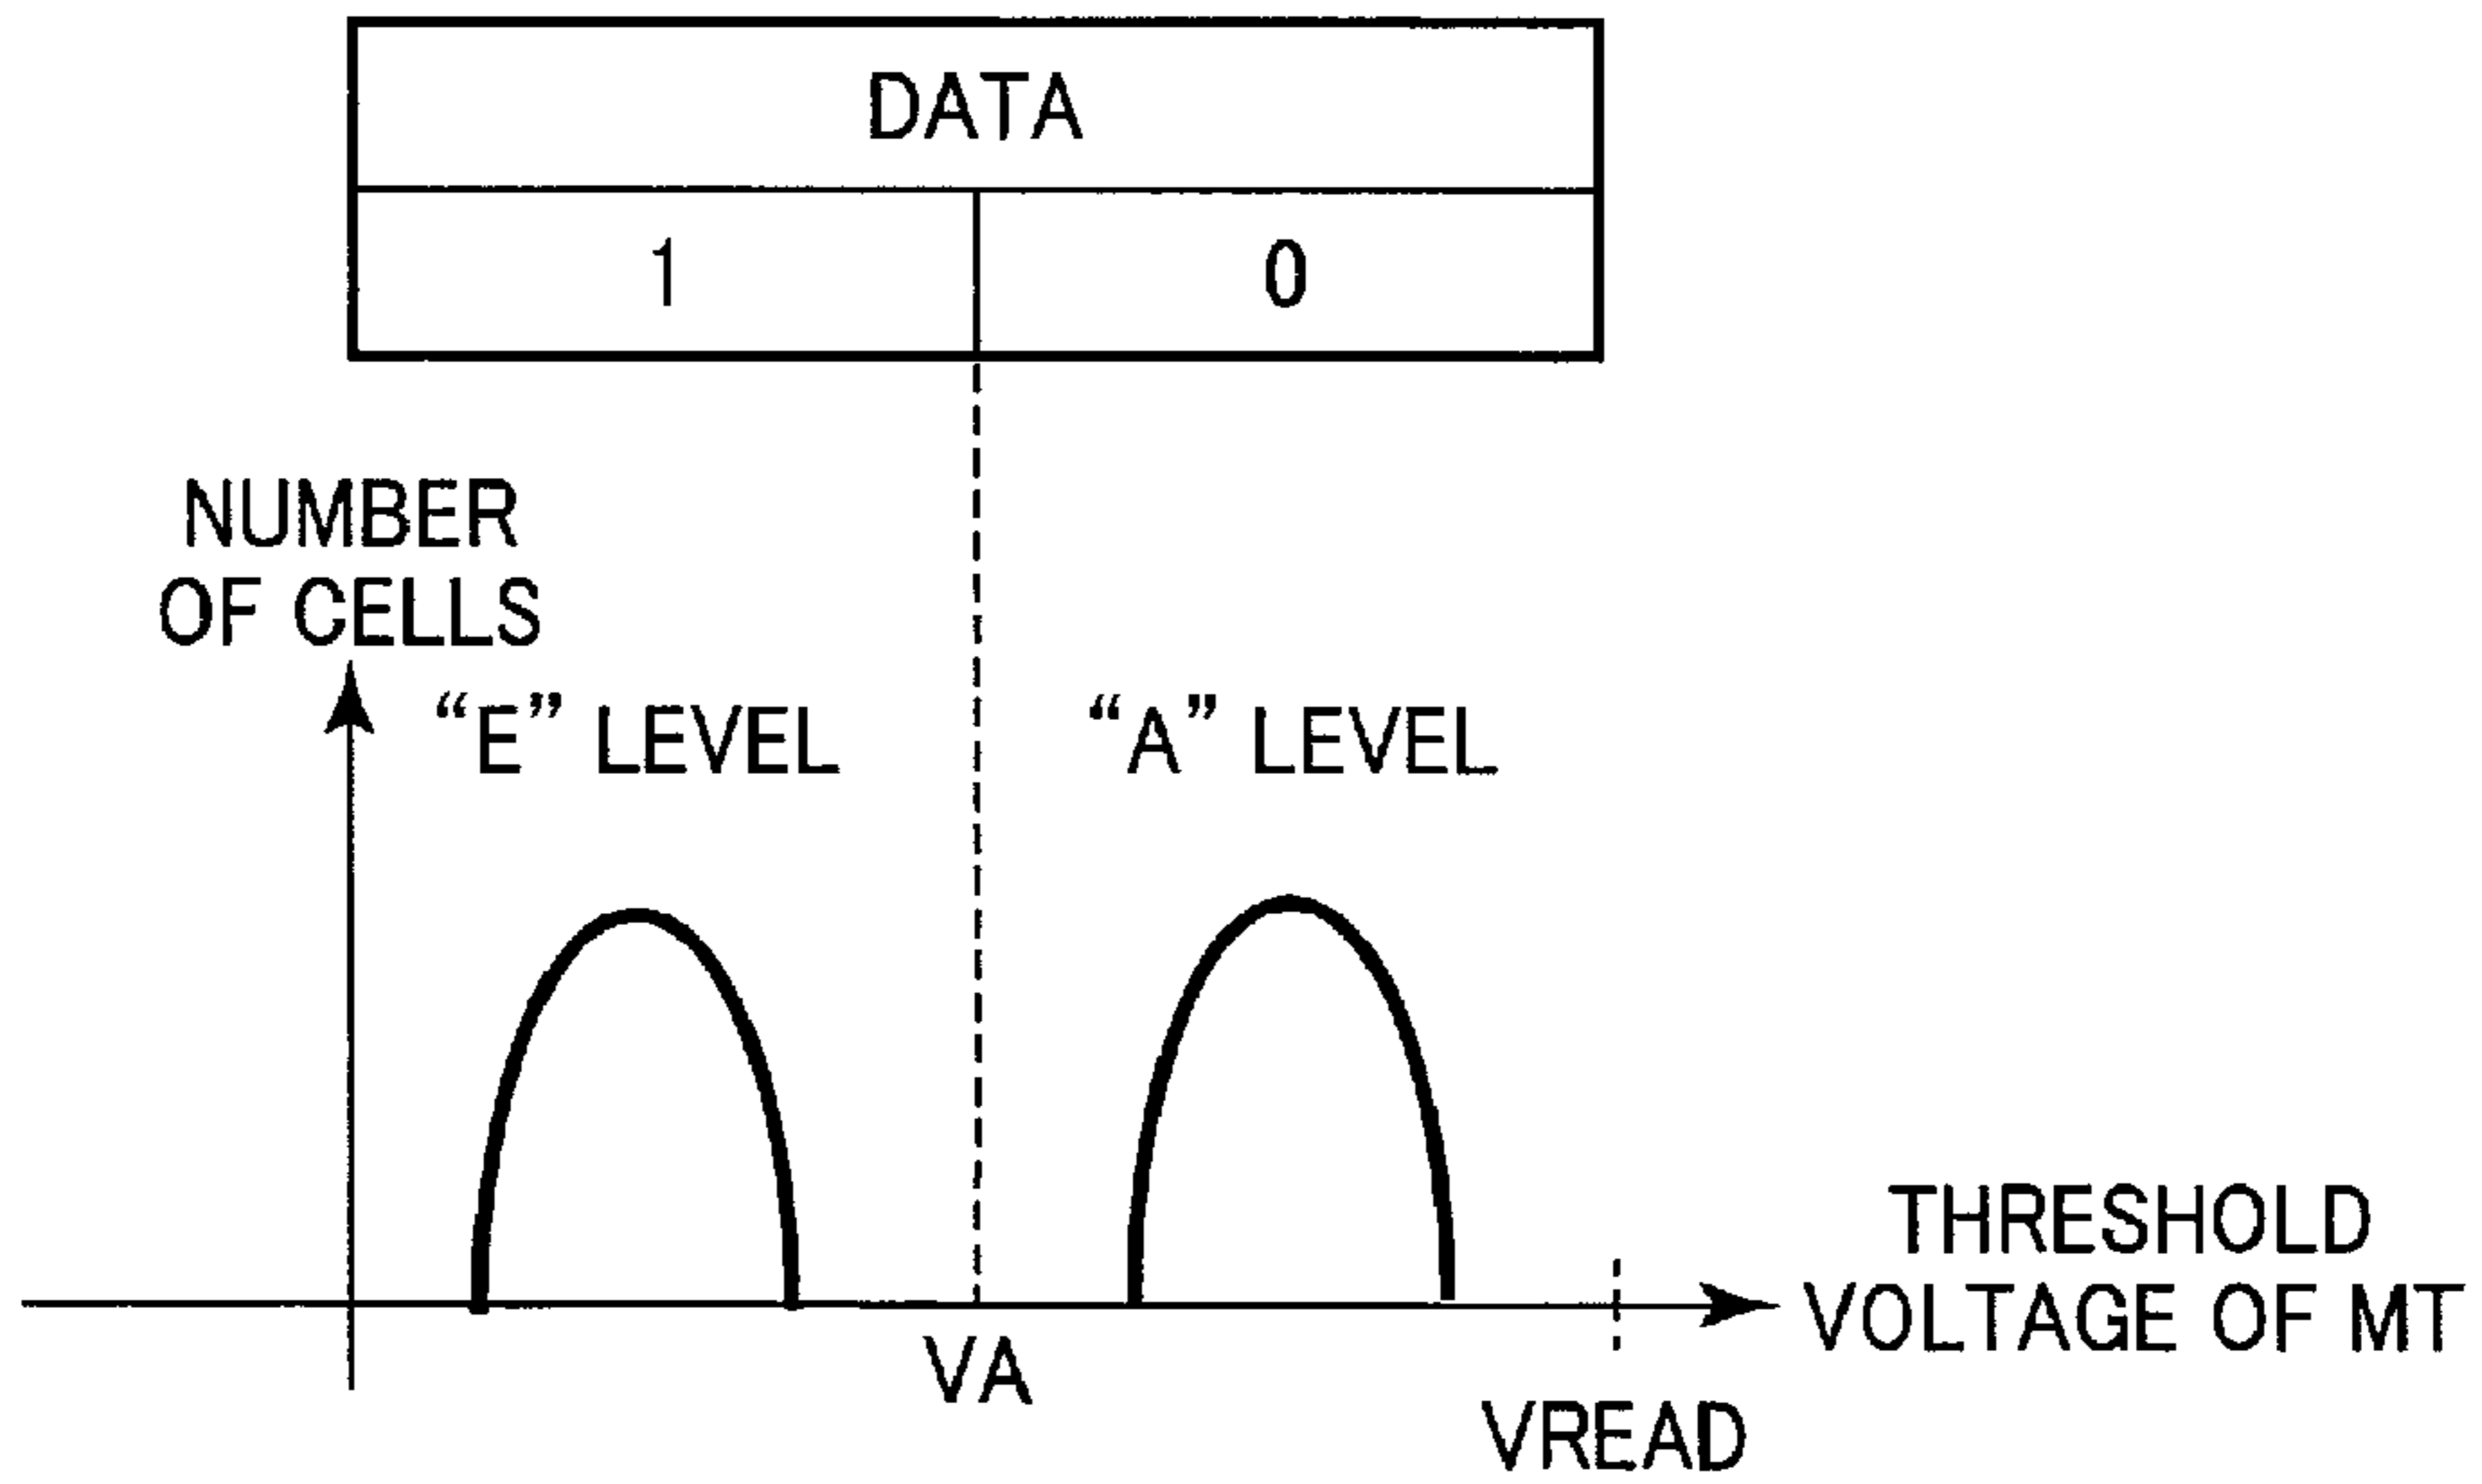 DATA
1 0
NUMBER
OF CELLS
“E” LEVEL “A” LEVEL
THRESHOLD
VOLTAGE OF MT
VA
VREAD